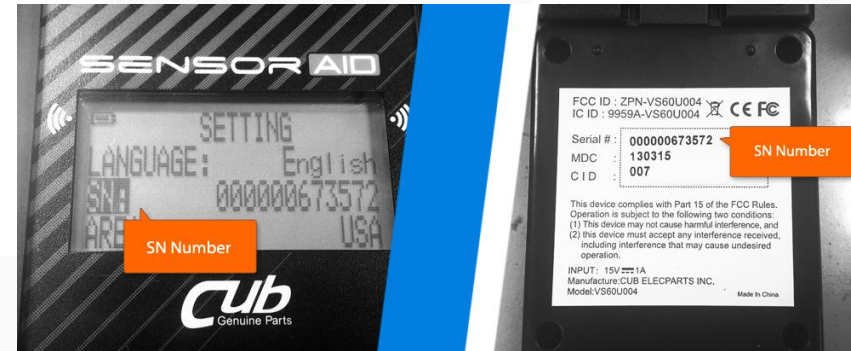 SENSOR AID
SETTING
LANGUAGE: English
SN# 000000673572
USA
SN Number
Cub
Genuine Parts
FCC ID : ZPN-VS60U004
IC ID : 9959A-VS60U004
CE FC
Serial # : 000000673572
MDC : 130315
CID : 007
SN Number
This device complies with Part 15 of the FCC Rules.
Operation is subject to the following two conditions:
(1) This device may not cause harmful interference, and
(2) this device must accept any interference received,
including interference that may cause undesired
operation.
INPUT: 15V 1A
Manufacture:CUB ELECPARTS INC.
Model:VS60U004
Made In China